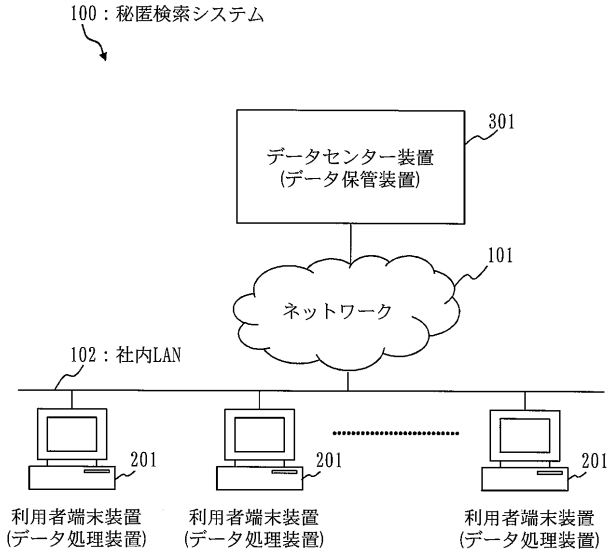 100：秘匿検索システム
301
データセンター装置
(データ保管装置)
101
ネットワーク
102：社内LAN
201
201
201
利用者端末装置
(データ処理装置)
利用者端末装置
(データ処理装置)
利用者端末装置
(データ処理装置)